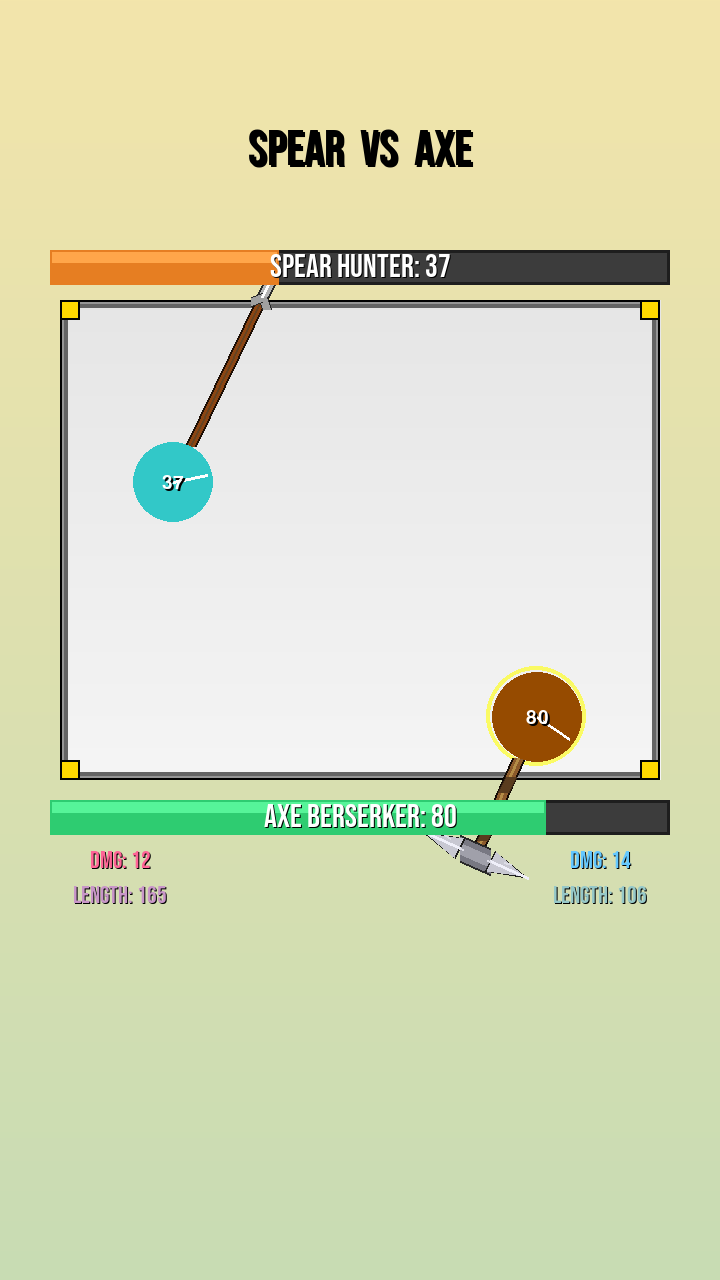 SPEAR VS AXE
SPEAR HUNTER: 37
37
80
AXE BERSERKER: 80
DMG: 12
DMG: 14
LENGTH: 165
LENGTH: 106